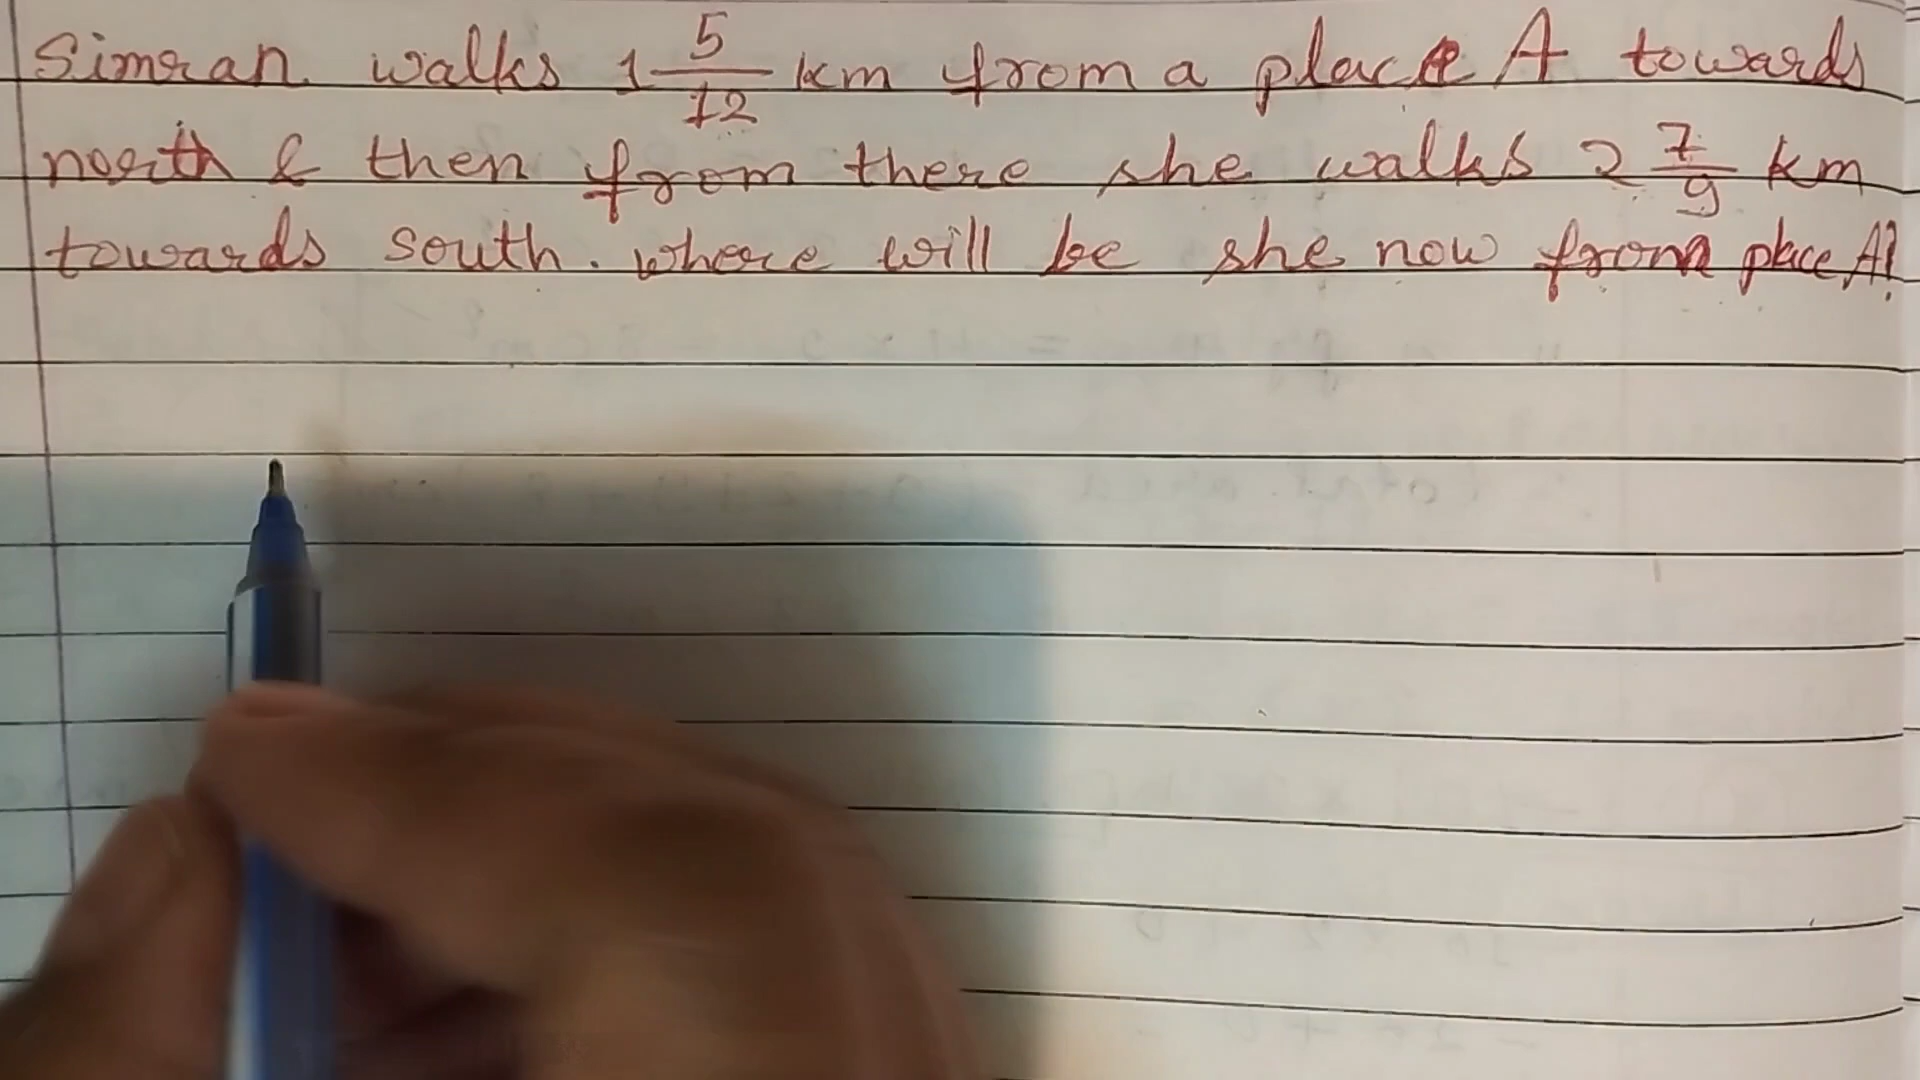 Simran walks 1 5/12 km from a place A towards
north & then from there she walks 2 7/9 km
towards south. where will be she now from place A?